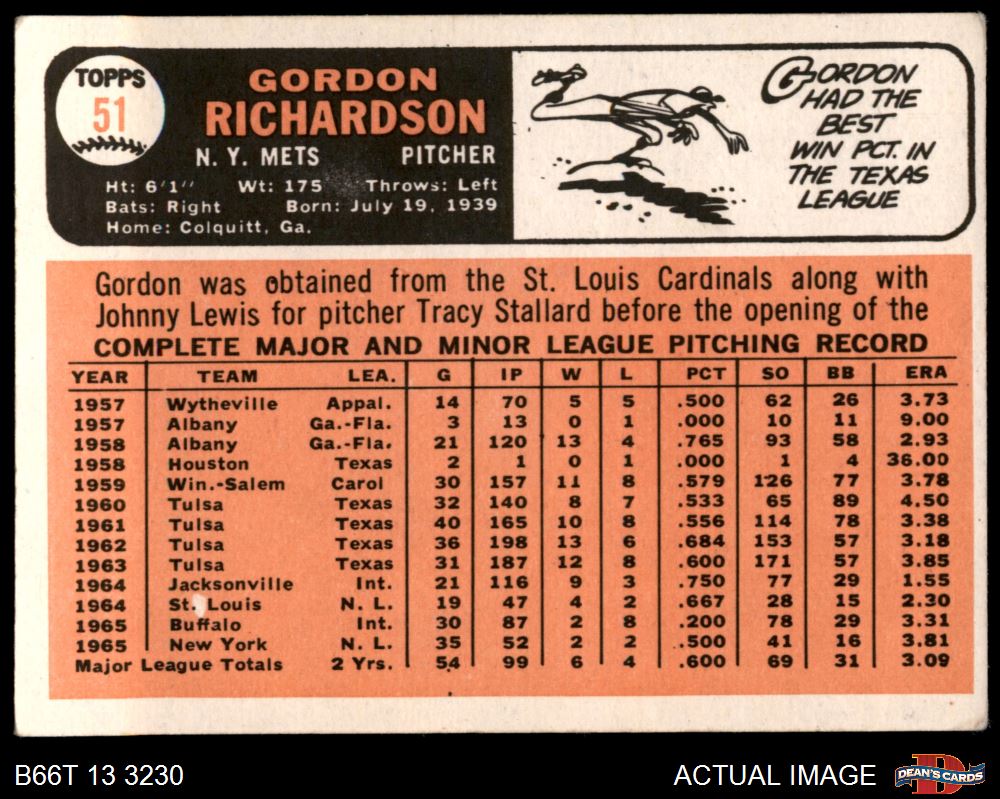 TOPPS
51
GORDON
RICHARDSON
N. Y. METS PITCHER
Ht: 6'1" Wt: 175 Throws: Left
Bats: Right Born: July 19, 1939
Home: Colquitt, Ga.
GORDON
HAD THE
BEST
WIN PCT. IN
THE TEXAS
LEAGUE
Gordon was obtained from the St. Louis Cardinals along with
Johnny Lewis for pitcher Tracy Stallard before the opening of the
COMPLETE MAJOR AND MINOR LEAGUE PITCHING RECORD
YEAR TEAM LEA. G IP W L PCT SO BB ERA
1957 Wytheville Appal. 14 70 5 5 .500 62 26 3.73
1957 Albany Ga.-Fla. 3 13 0 1 .000 10 11 9.00
1958 Albany Ga.-Fla. 21 120 13 4 .765 93 58 2.93
1958 Houston Texas 2 1 0 1 .000 1 4 36.00
1959 Win.-Salem Carol 30 157 11 8 .579 126 77 3.78
1960 Tulsa Texas 32 140 8 7 .533 65 89 4.50
1961 Tulsa Texas 40 165 10 8 .556 114 78 3.38
1962 Tulsa Texas 36 198 13 6 .684 153 57 3.18
1963 Tulsa Texas 31 187 12 8 .600 171 57 3.85
1964 Jacksonville Int. 21 116 9 3 .750 77 29 1.55
1964 St. Louis N. L. 19 47 4 2 .667 28 15 2.30
1965 Buffalo Int. 30 87 2 8 .200 78 29 3.31
1965 New York N. L. 35 52 2 2 .500 41 16 3.81
Major League Totals 2 Yrs. 54 99 6 4 .600 69 31 3.09
B66T 13 3230 ACTUAL IMAGE
D
DEAN'S CARDS